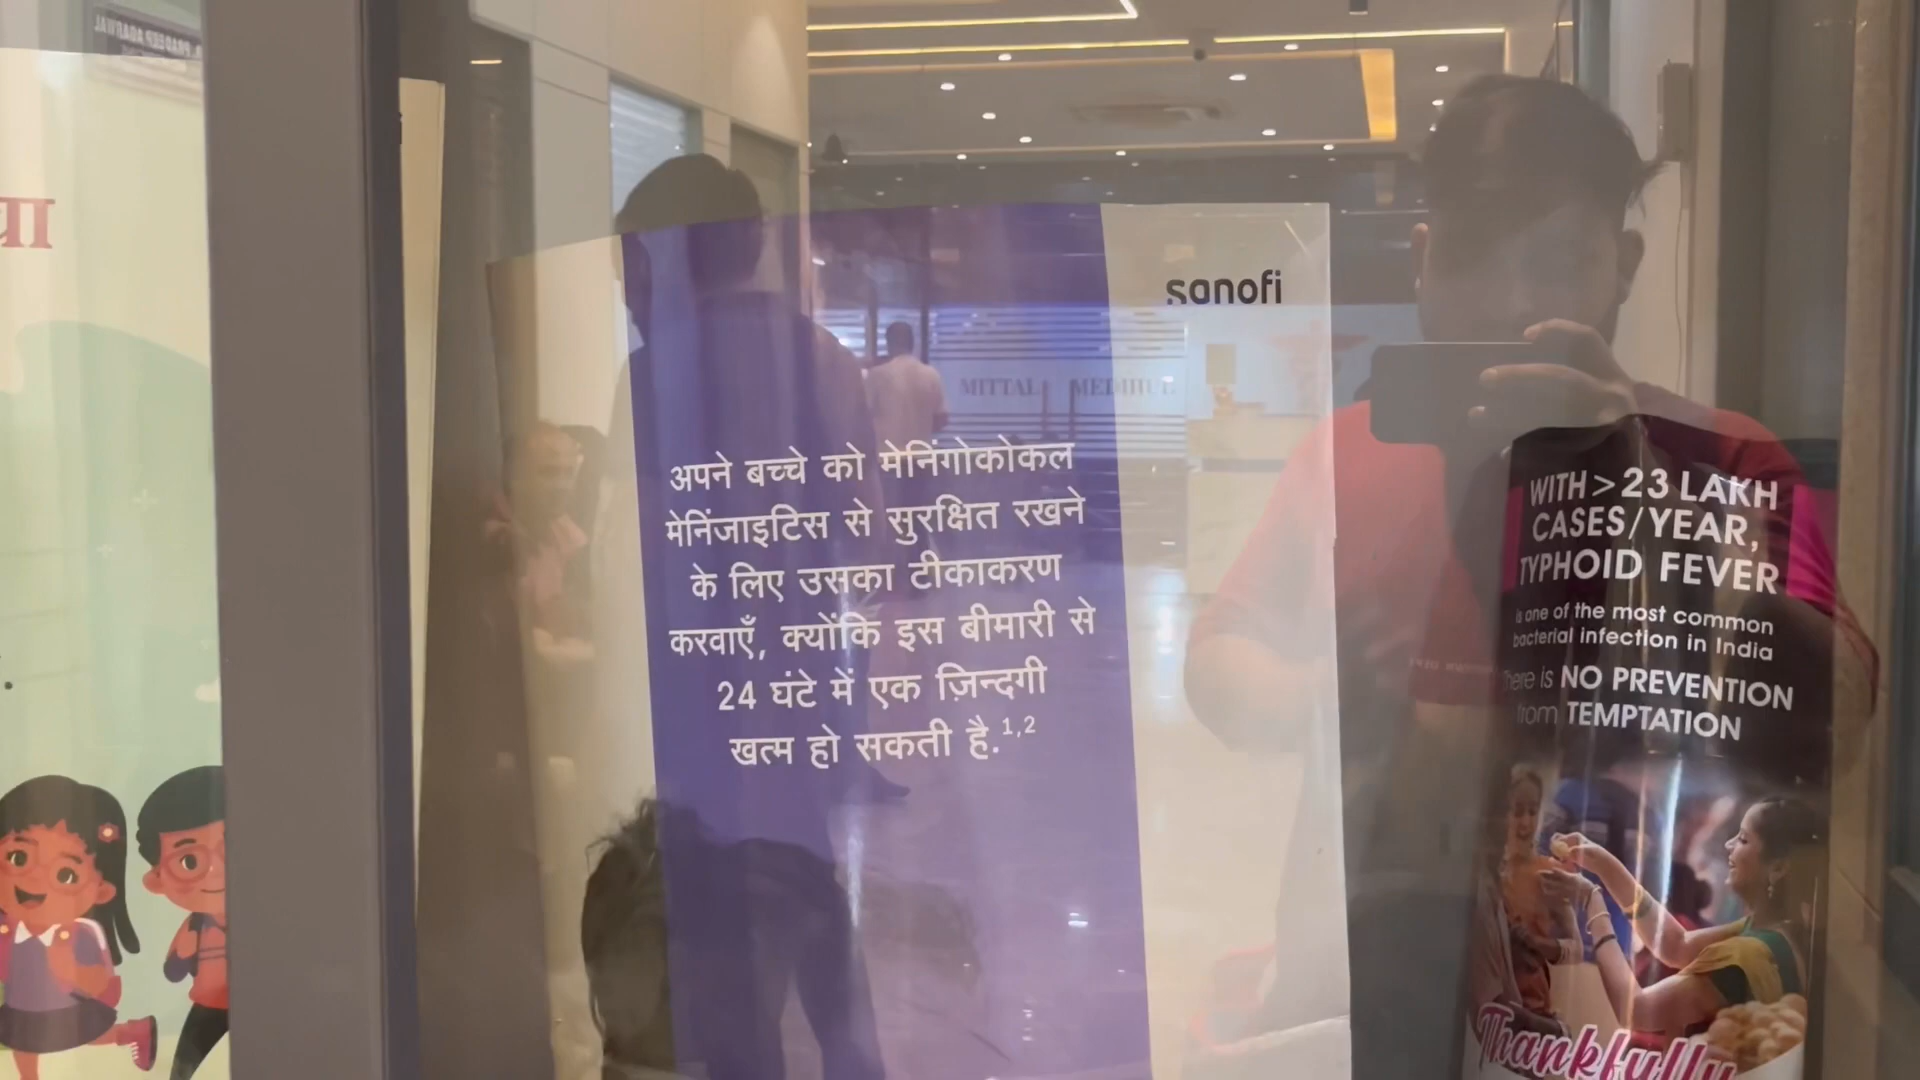 sanofi
MITTAL MEDIHUB
अपने बच्चे को मेनिंगोकोकल
मेनिंजाइटिस से सुरक्षित रखने
के लिए उसका टीकाकरण
करवाएँ, क्योंकि इस बीमारी से
24 घंटे में एक ज़िन्दगी
खत्म हो सकती है.1,2
WITH > 23 LAKH
CASES/YEAR,
TYPHOID FEVER
is one of the most common
bacterial infection in India
There is NO PREVENTION
from TEMPTATION
Thankfully